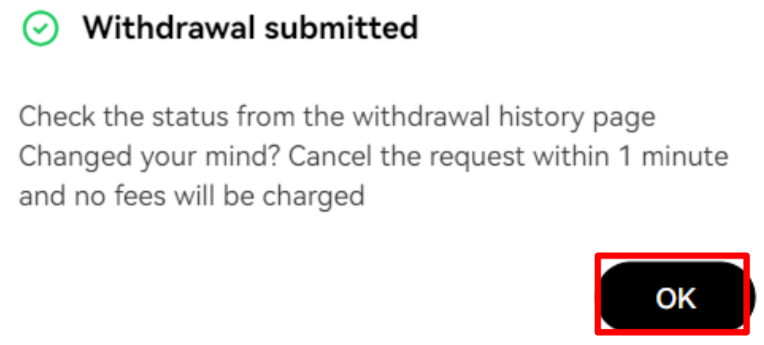 Withdrawal submitted
Check the status from the withdrawal history page
Changed your mind? Cancel the request within 1 minute
and no fees will be charged
OK